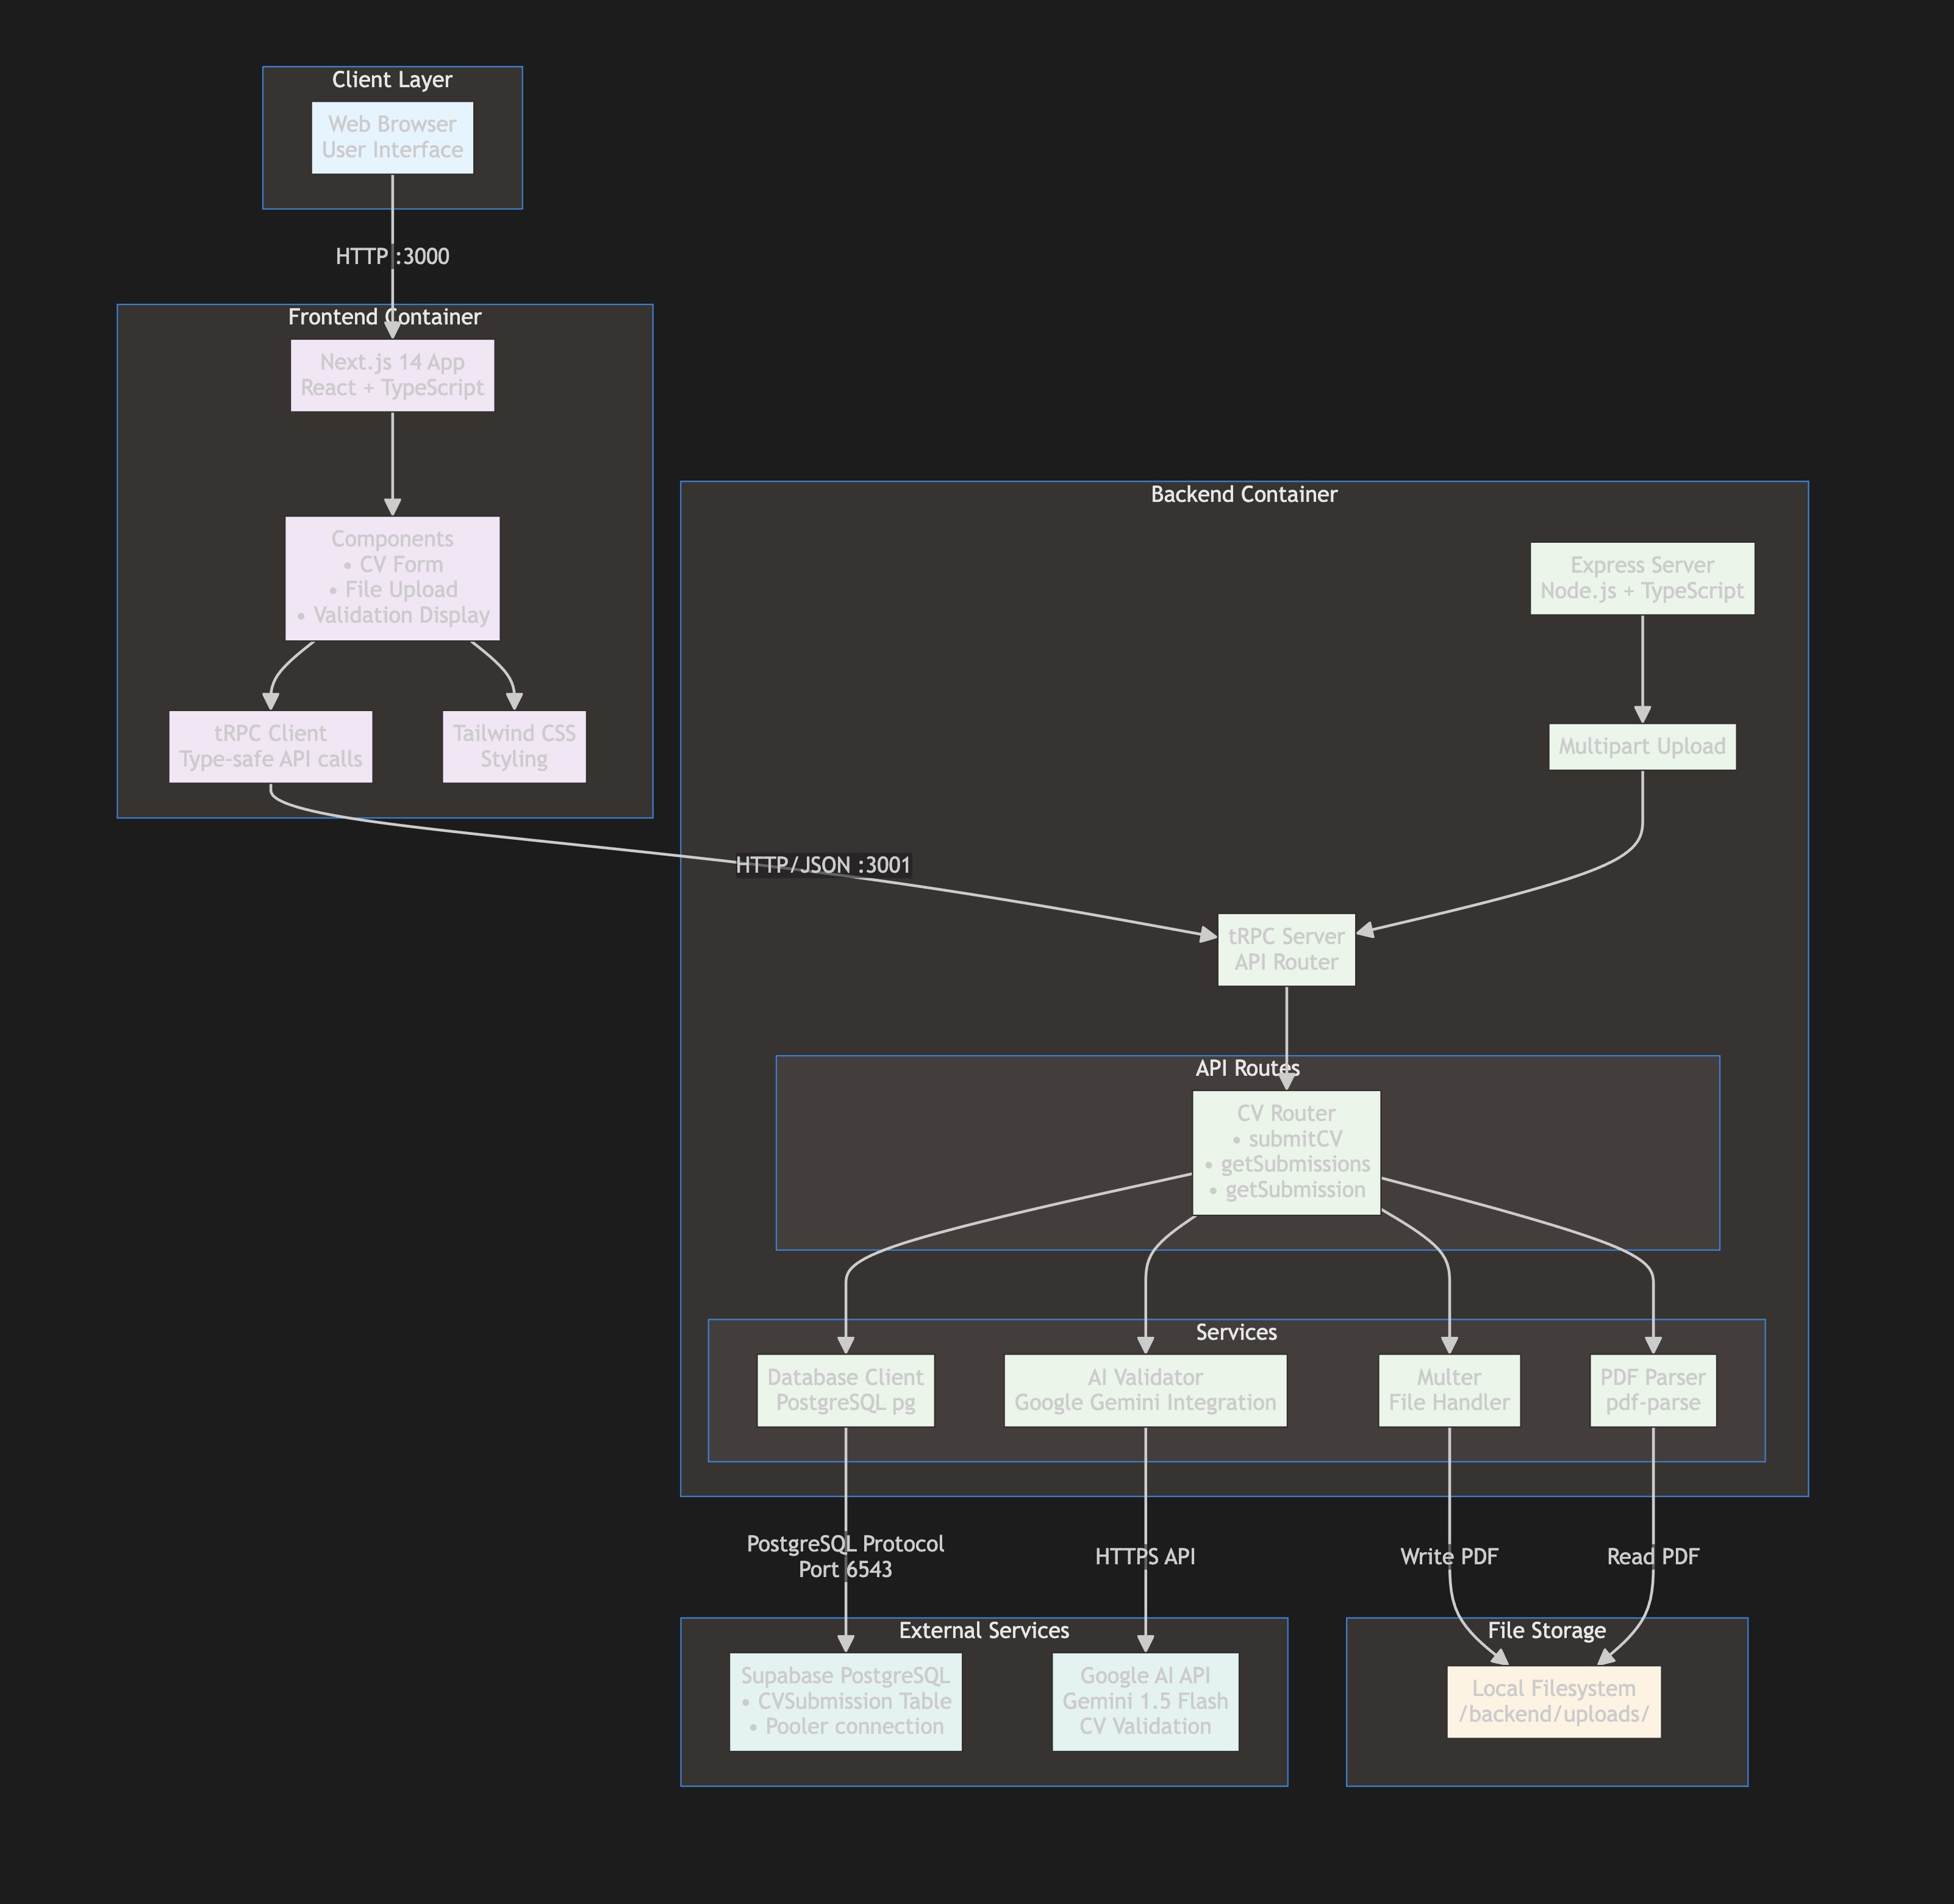 Client Layer
Web Browser
User Interface
HTTP :3000
Frontend Container
Next.js 14 App
React + TypeScript
Components
• CV Form
• File Upload
• Validation Display
tRPC Client
Type-safe API calls
Tailwind CSS
Styling
Backend Container
Express Server
Node.js + TypeScript
Multipart Upload
HTTP/JSON :3001
tRPC Server
API Router
API Routes
CV Router
• submitCV
• getSubmissions
• getSubmission
Services
Database Client
PostgreSQL pg
AI Validator
Google Gemini Integration
Multer
File Handler
PDF Parser
pdf-parse
PostgreSQL Protocol
Port 6543
HTTPS API
Write PDF
Read PDF
External Services
Supabase PostgreSQL
• CVSubmission Table
• Pooler connection
Google AI API
Gemini 1.5 Flash
CV Validation
File Storage
Local Filesystem
/backend/uploads/